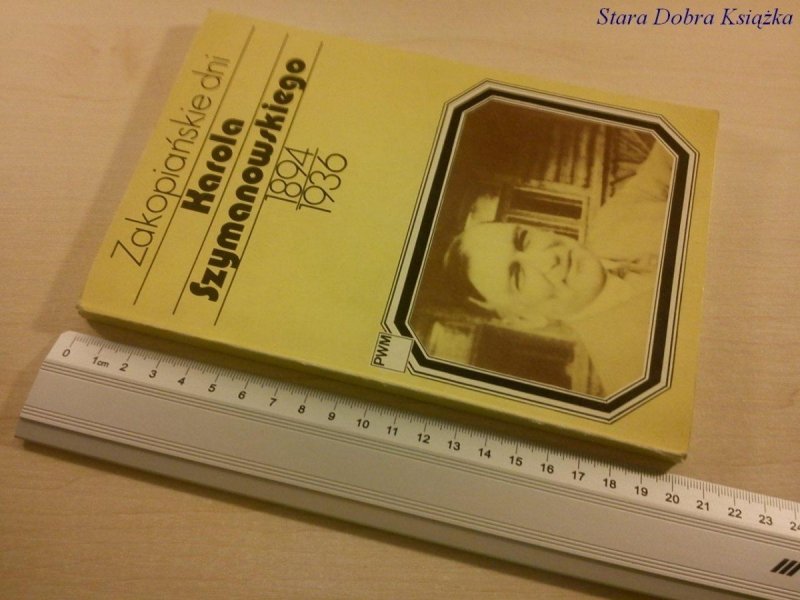 Stara Dobra Książka
Zakopiańskie dni
Karola
Szymanowskiego
1894
1936
PWM
0 1cm 2 3 4 5 6 7 8 9 10 11 12 13 14 15 16 17 18 19 20 21 22 23 24